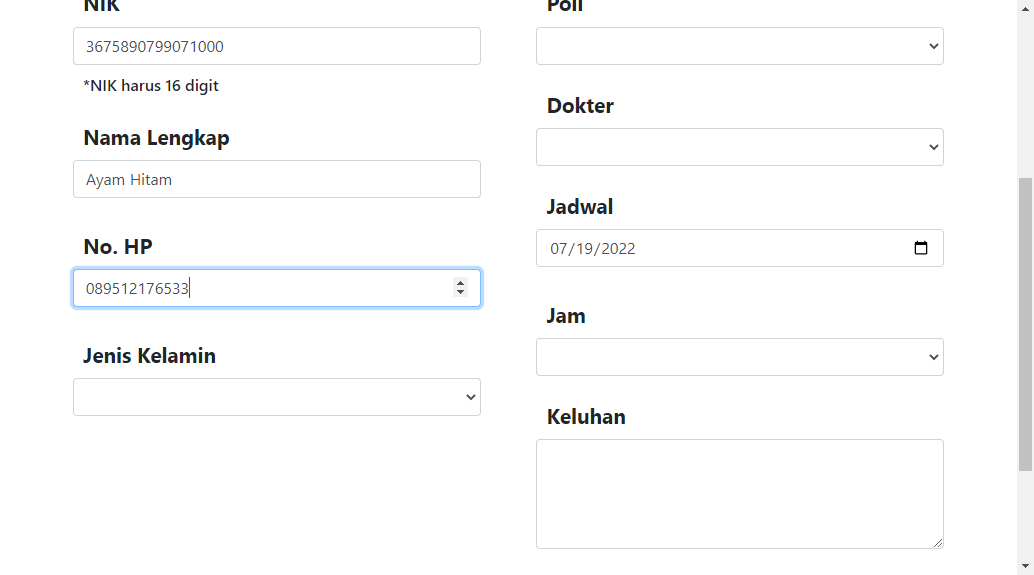 NIK
3675890799071000
*NIK harus 16 digit
Nama Lengkap
Ayam Hitam
No. HP
089512176533
Jenis Kelamin
Poli
Dokter
Jadwal
07/19/2022
Jam
Keluhan